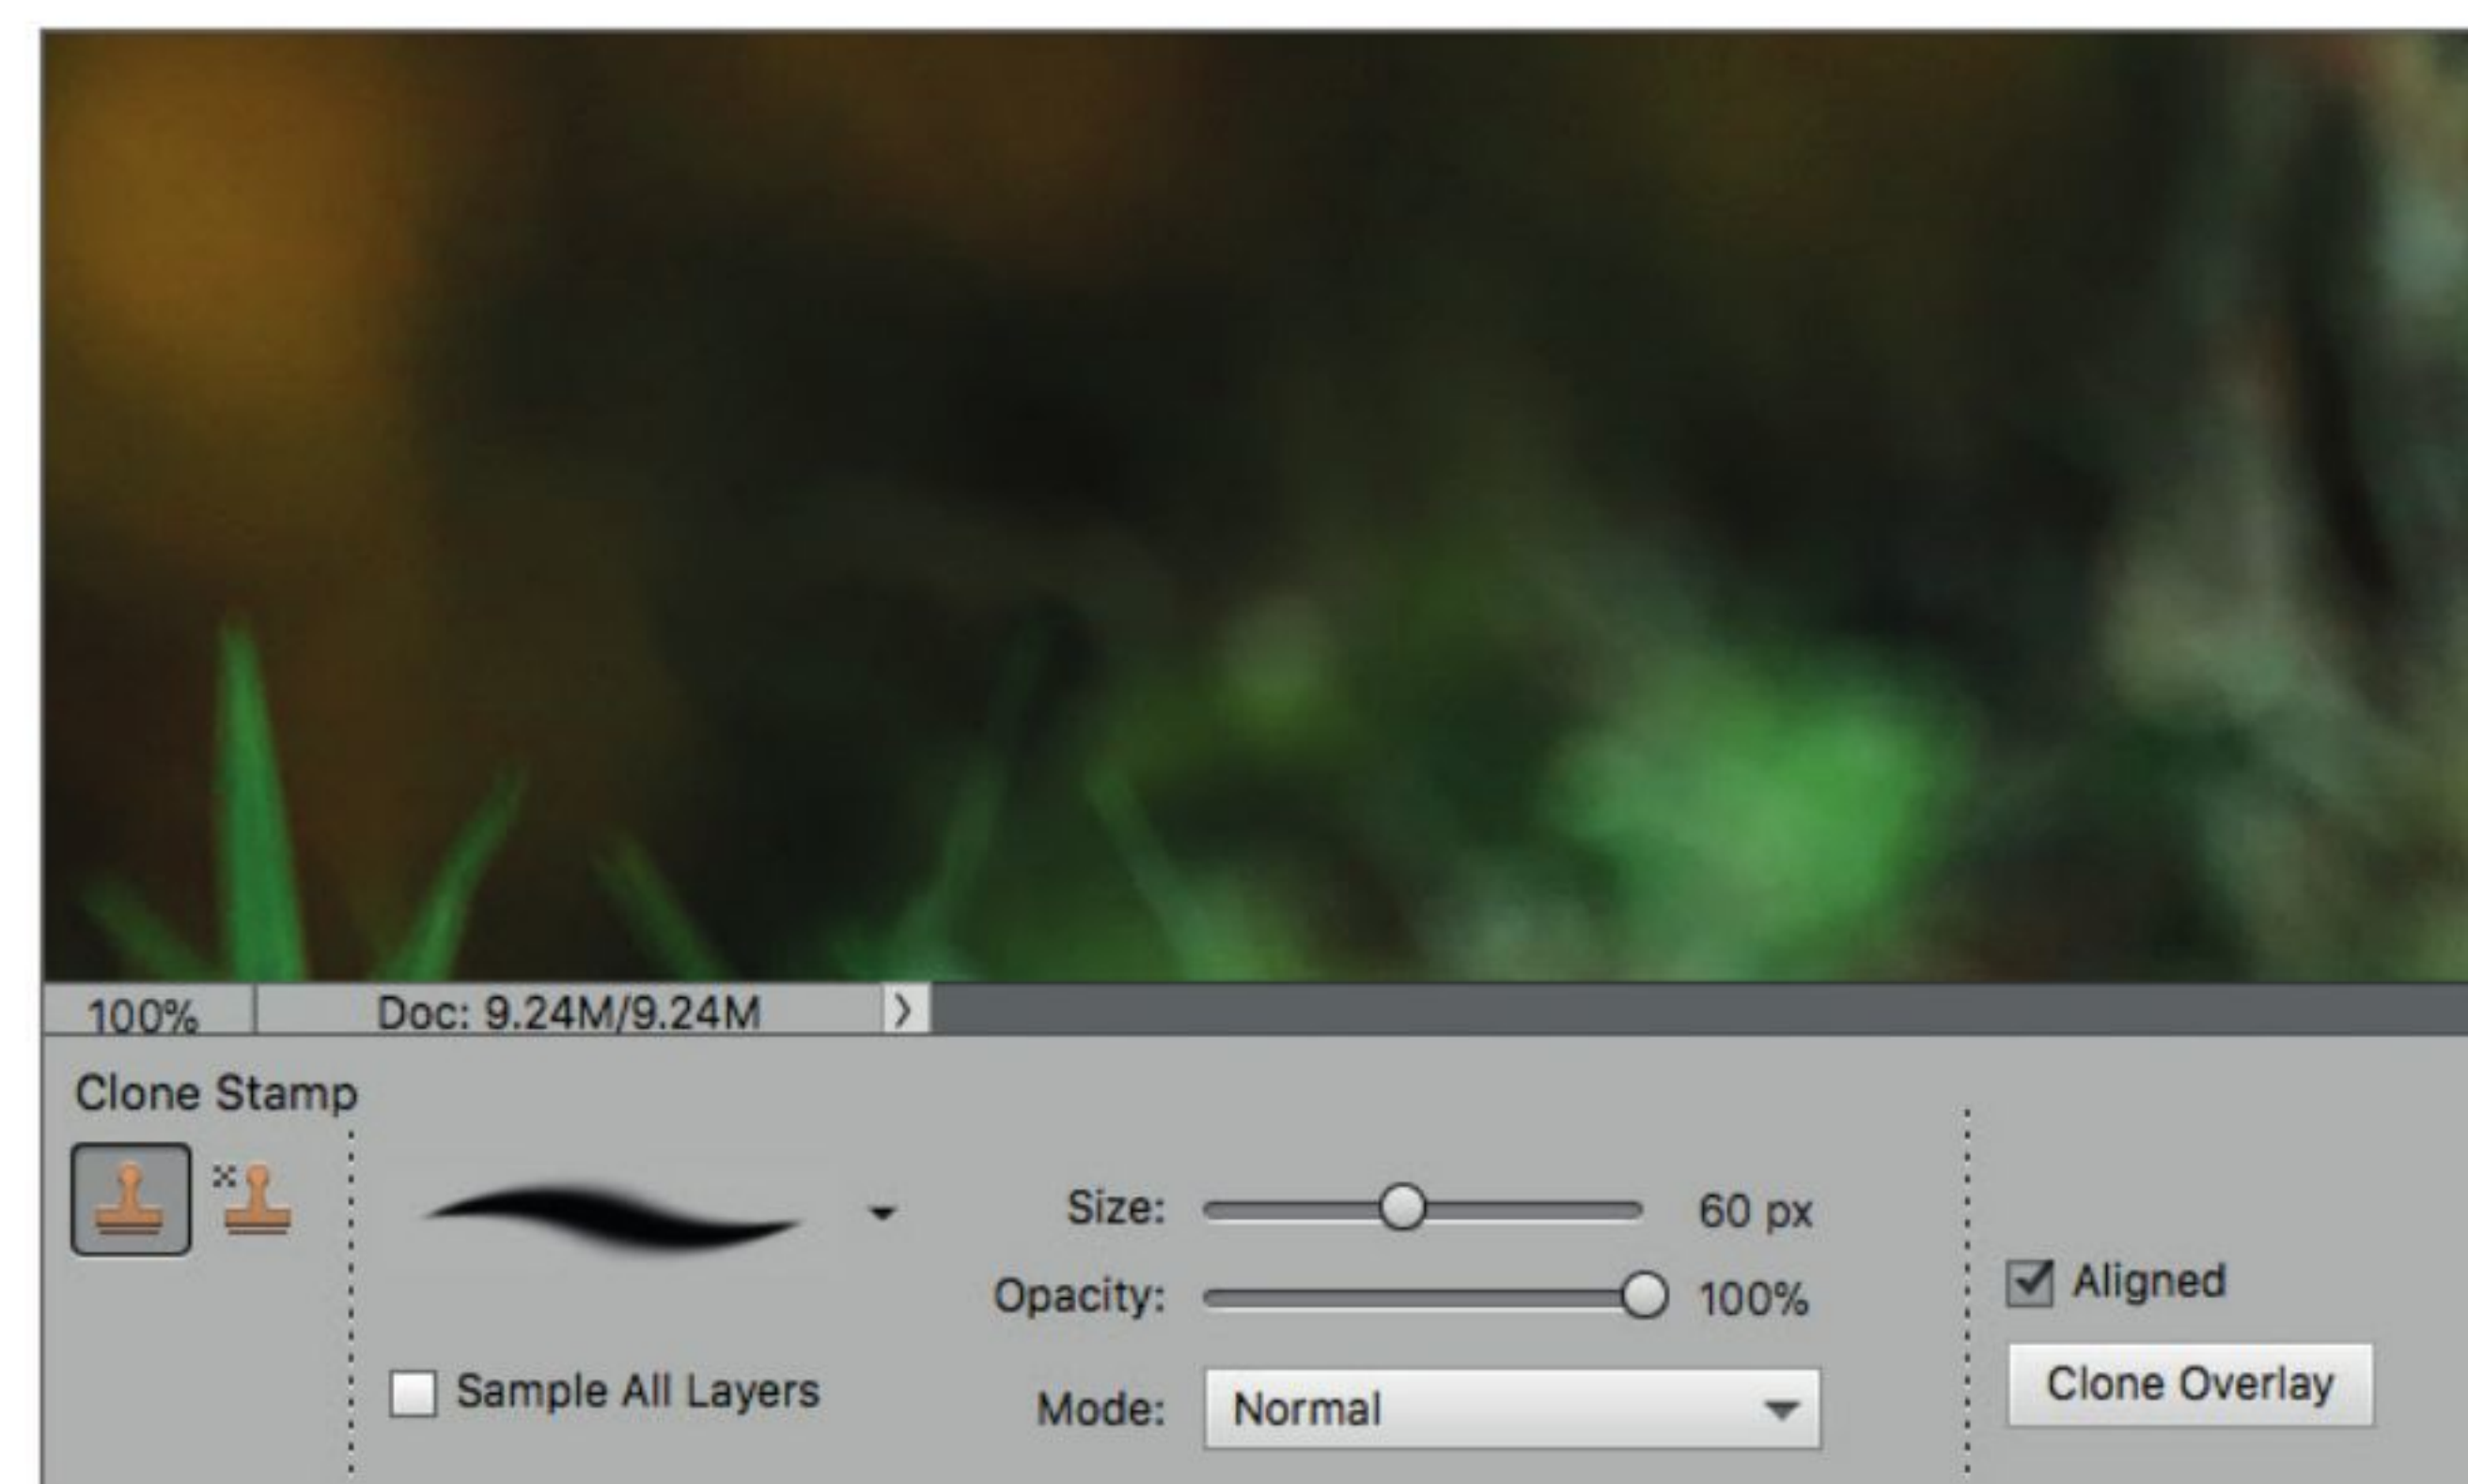 100%
Doc: 9.24M/9.24M
Clone Stamp
Size:
60 px
Opacity:
100%
Aligned
Sample All Layers
Mode:
Normal
Clone Overlay